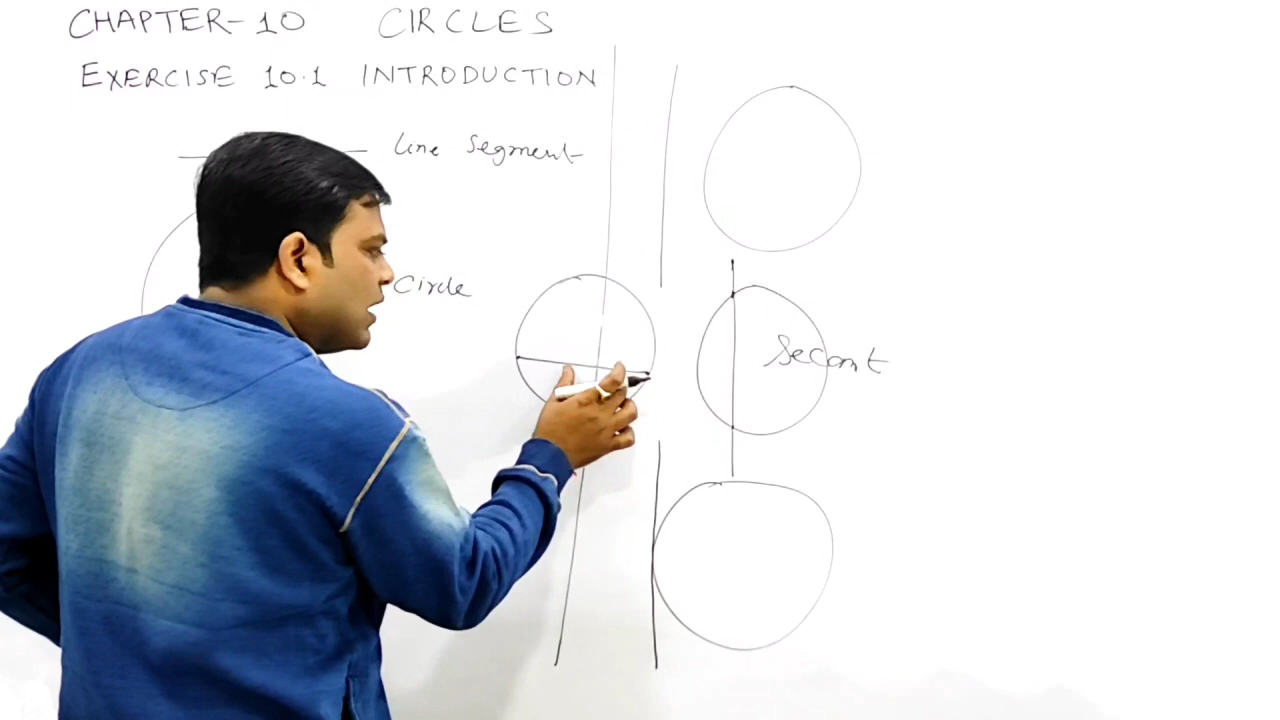 CHAPTER-10 CIRCLES
EXERCISE 10.1 INTRODUCTION
Line Segment
Circle
Secant